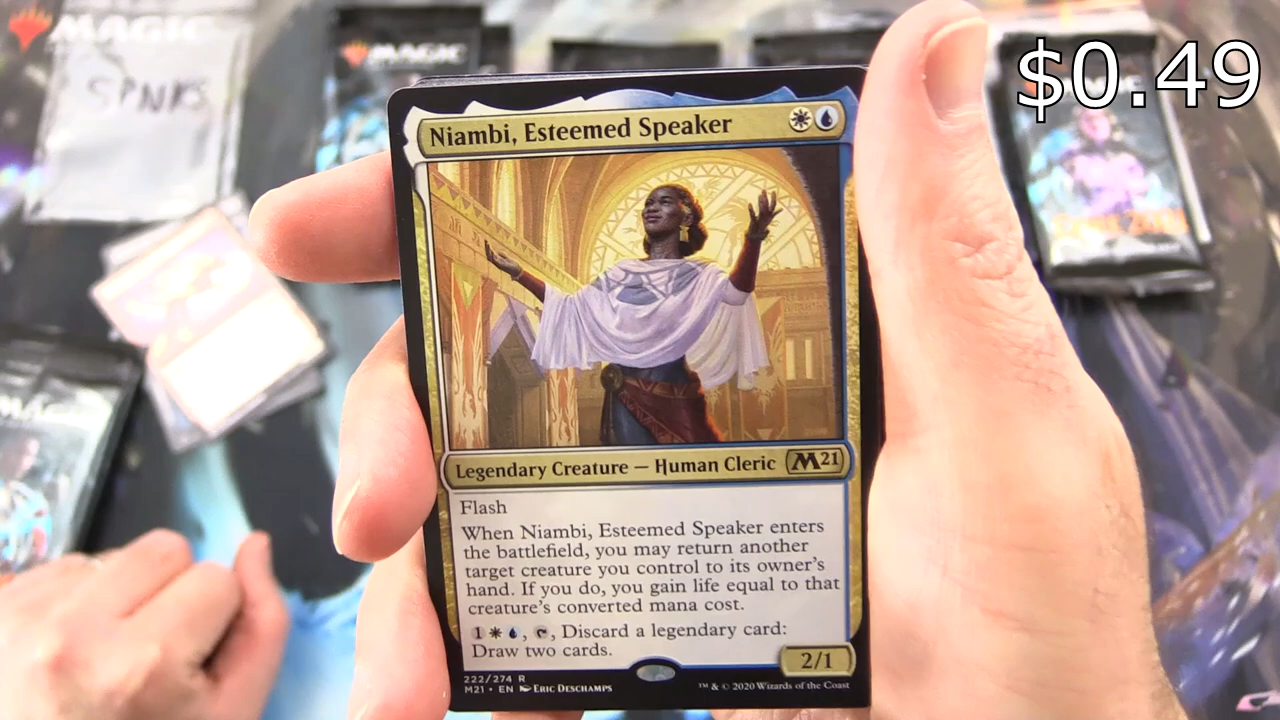 MAGIC
SPNKS
MAGIC
$0.49
Niambi, Esteemed Speaker
Legendary Creature — Human Cleric M21
Flash
When Niambi, Esteemed Speaker enters
the battlefield, you may return another
target creature you control to its owner's
hand. If you do, you gain life equal to that
creature's converted mana cost.
1, , Discard a legendary card:
Draw two cards.
2/1
222/274 R
M21 • EN Eric Deschamps
™ & © 2020 Wizards of the Coast
MAGIC